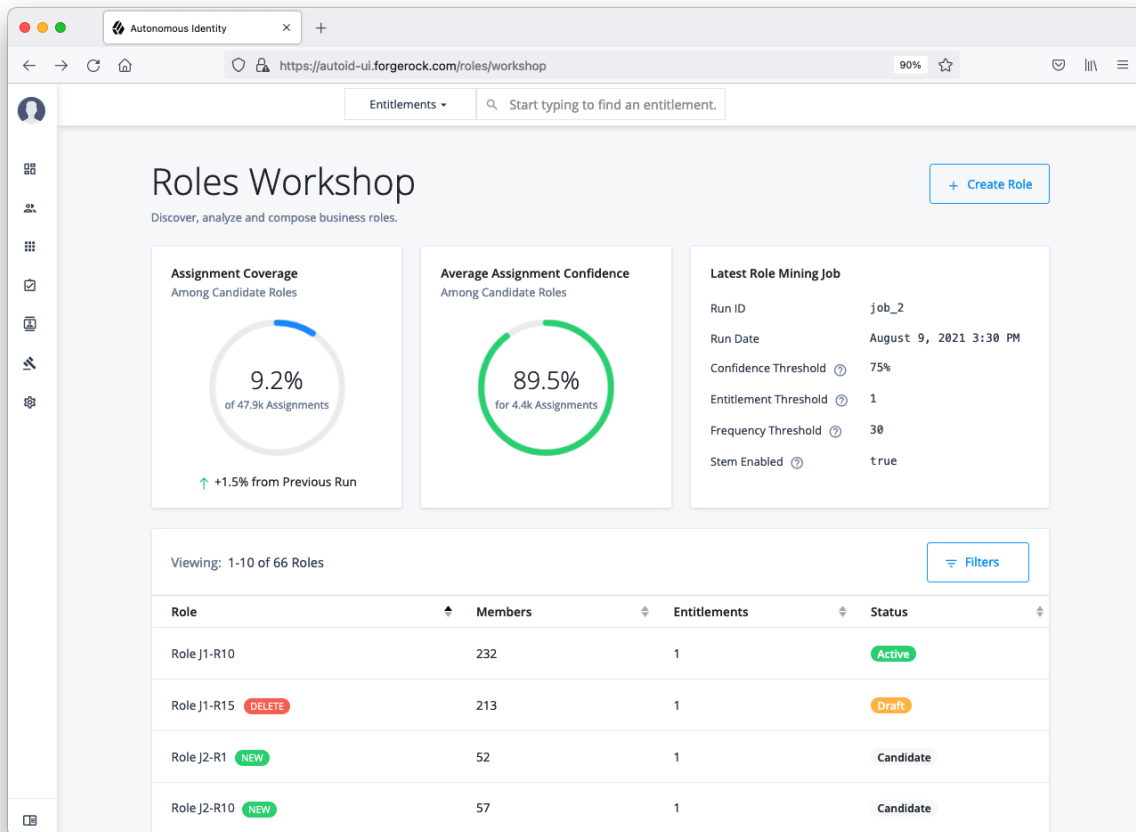 Autonomous Identity
https://autoid-ui.forgerock.com/roles/workshop 90%
Entitlements Start typing to find an entitlement.
Roles Workshop
+ Create Role
Discover, analyze and compose business roles.
Assignment Coverage
Among Candidate Roles
9.2%
of 47.9k Assignments
+1.5% from Previous Run
Average Assignment Confidence
Among Candidate Roles
89.5%
for 4.4k Assignments
Latest Role Mining Job
Run ID job_2
Run Date August 9, 2021 3:30 PM
Confidence Threshold ? 75%
Entitlement Threshold ? 1
Frequency Threshold ? 30
Stem Enabled ? true
Viewing: 1-10 of 66 Roles
Filters
Role Members Entitlements Status
Role J1-R10 232 1 Active
Role J1-R15 DELETE 213 1 Draft
Role J2-R1 NEW 52 1 Candidate
Role J2-R10 NEW 57 1 Candidate